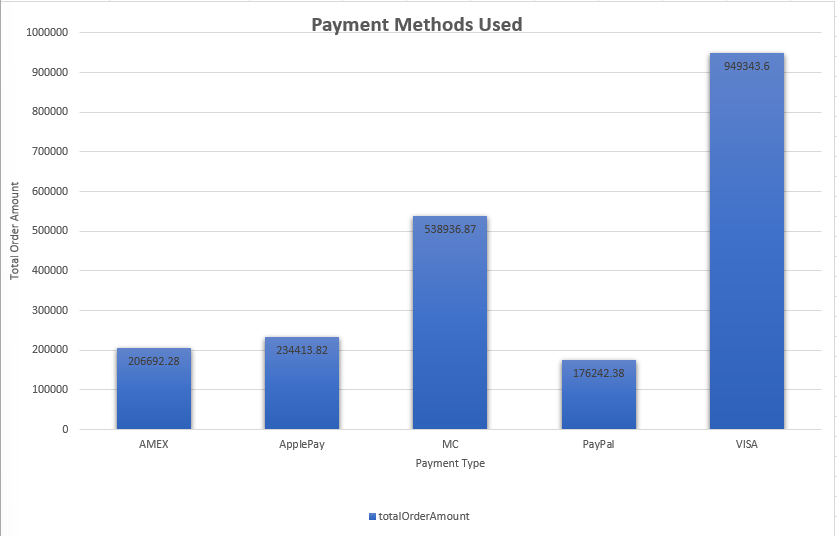 Payment Methods Used
1000000
900000
800000
700000
600000
500000
400000
300000
200000
100000
0
Total Order Amount
206692.28
234413.82
538936.87
176242.38
949343.6
AMEX
ApplePay
MC
PayPal
VISA
Payment Type
totalOrderAmount